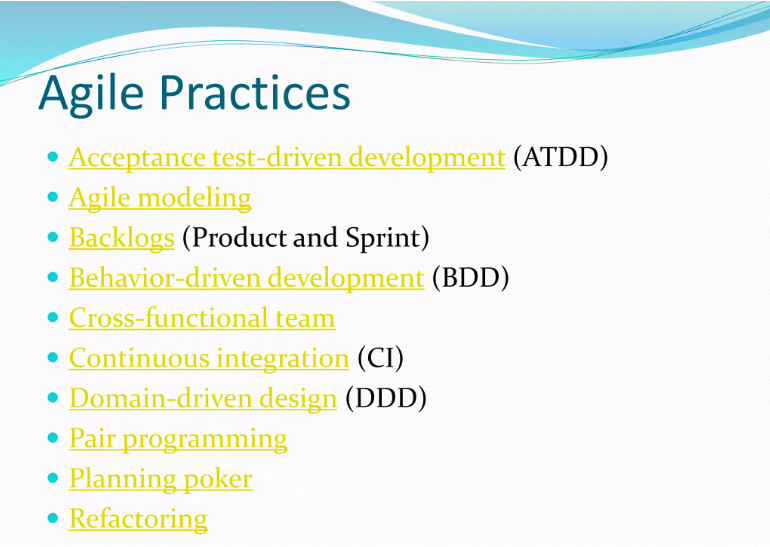 Agile Practices
Acceptance test-driven development (ATDD)
Agile modeling
Backlogs (Product and Sprint)
Behavior-driven development (BDD)
Cross-functional team
Continuous integration (CI)
Domain-driven design (DDD)
Pair programming
Planning poker
Refactoring